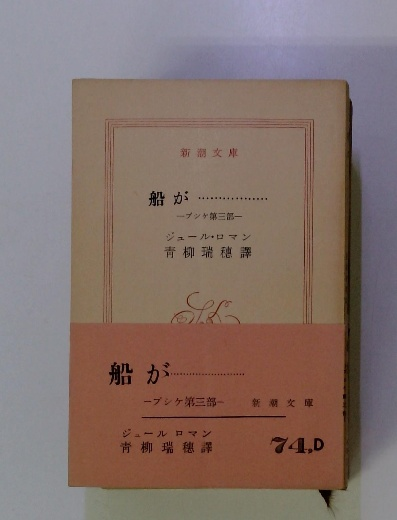 新潮文庫
船が………………
―プシケ第三部―
ジュール・ロマン
青柳瑞穂譯
船が………………
―プシケ第三部―　新潮文庫
ジュール ロマン
青柳瑞穂譯
74,D